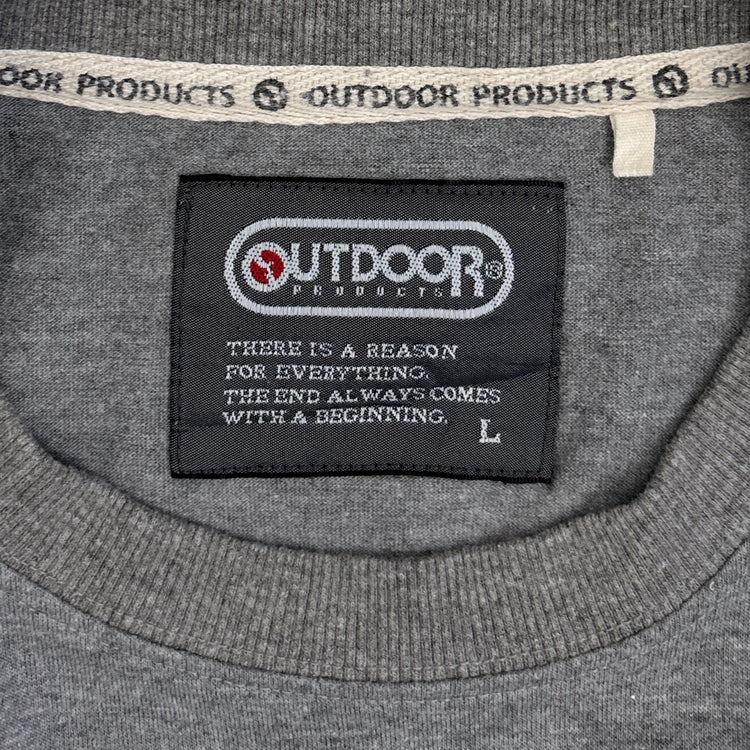 OOR PRODUCTS OUTDOOR PRODUCTS OU
OUTDOOR®
PRODUCTS
THERE IS A REASON
FOR EVERYTHING.
THE END ALWAYS COMES
WITH A BEGINNING.
L